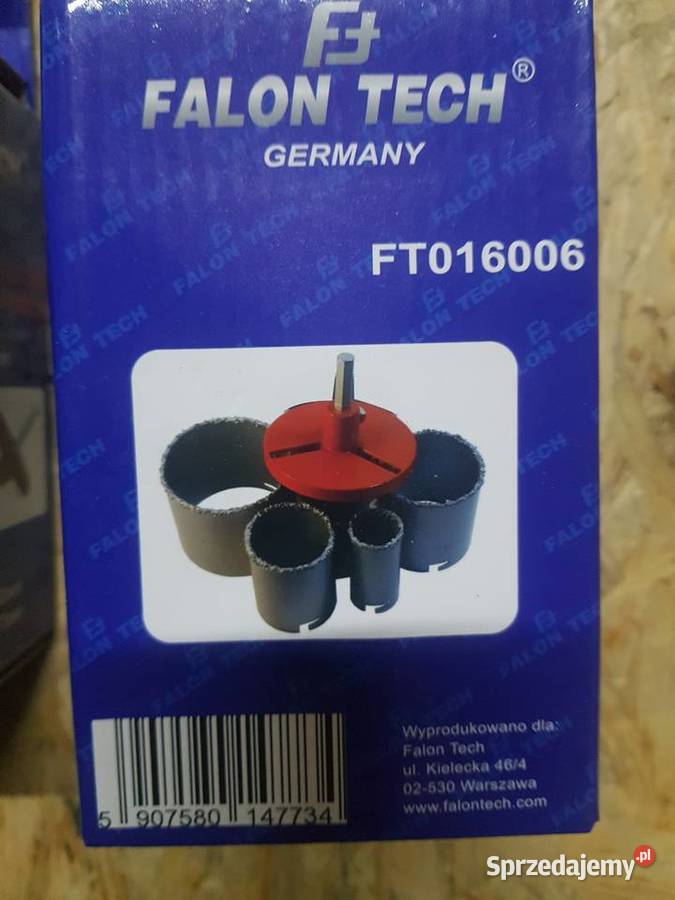 FALON TECH®
GERMANY
FT016006
Wyprodukowano dla:
Falon Tech
ul. Kielecka 46/4
02-530 Warszawa
www.falontech.com
5 907580 147734
Sprzedajemy.pl